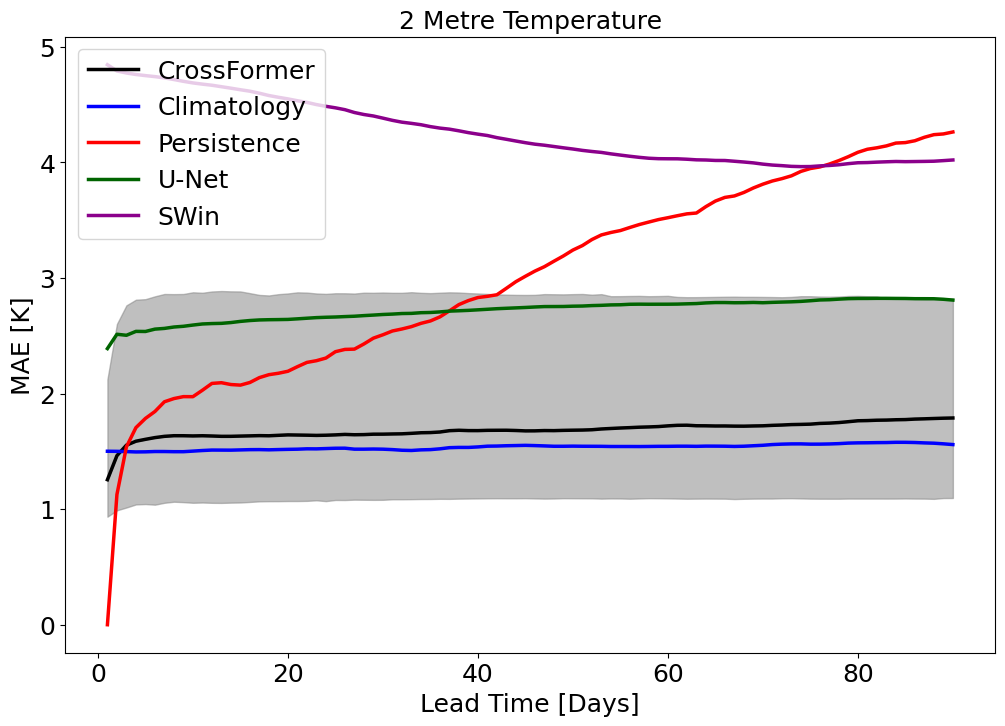 2 Metre Temperature
5
4
3
2
1
0
MAE [K]
CrossFormer
Climatology
Persistence
U-Net
SWin
0 20 40 60 80
Lead Time [Days]